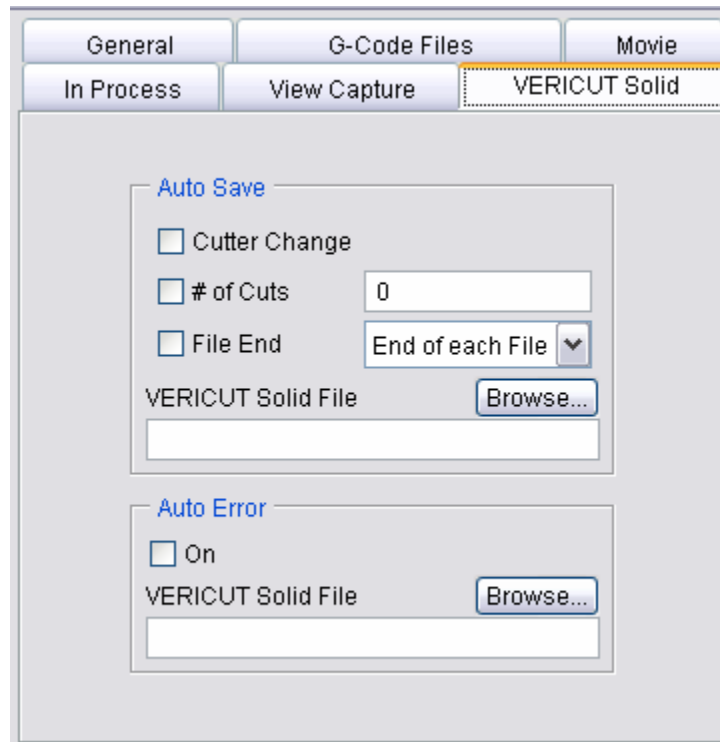 General G-Code Files Movie
In Process View Capture VERICUT Solid
Auto Save
Cutter Change
# of Cuts 0
File End End of each File
VERICUT Solid File Browse...
Auto Error
On
VERICUT Solid File Browse...